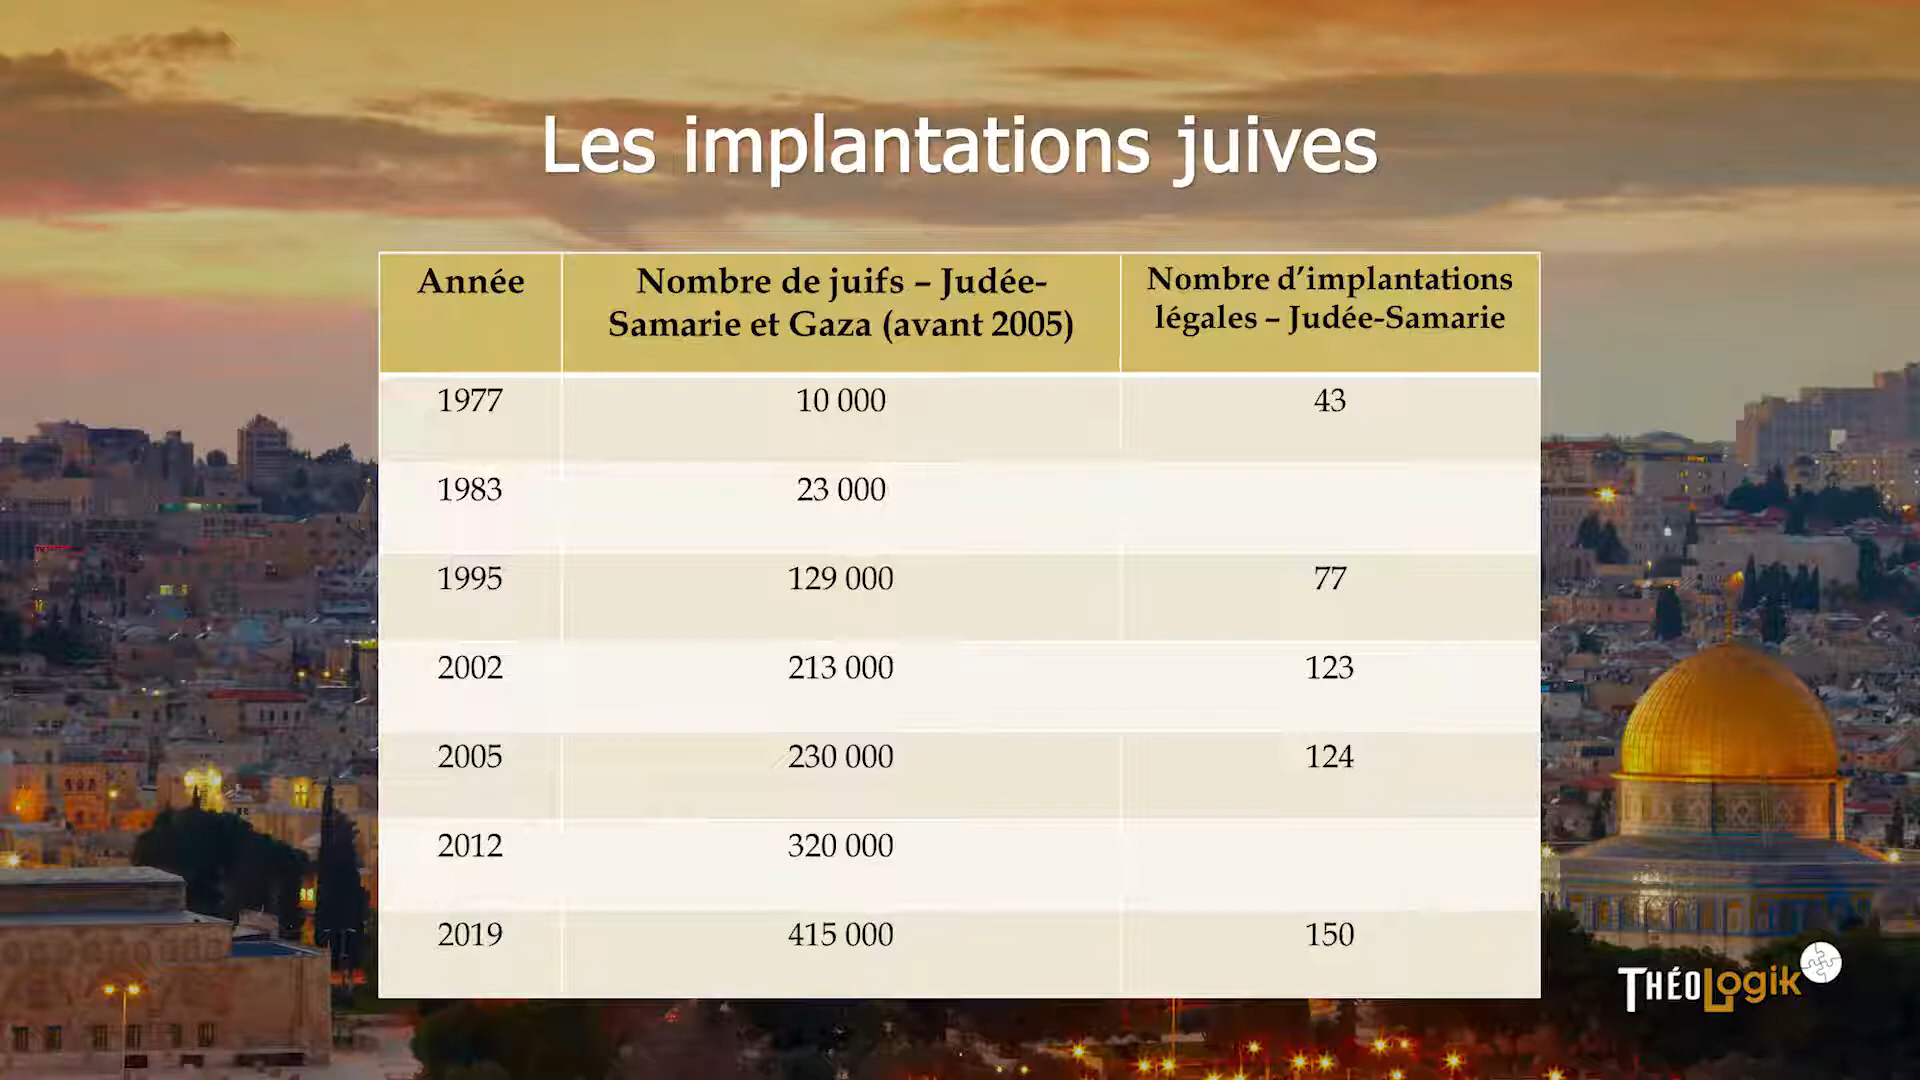 Les implantations juives
Année
Nombre de juifs – Judée-
Samarie et Gaza (avant 2005)
Nombre d’implantations
légales – Judée-Samarie
1977 10 000 43
1983 23 000
1995 129 000 77
2002 213 000 123
2005 230 000 124
2012 320 000
2019 415 000 150
THÉOLogik